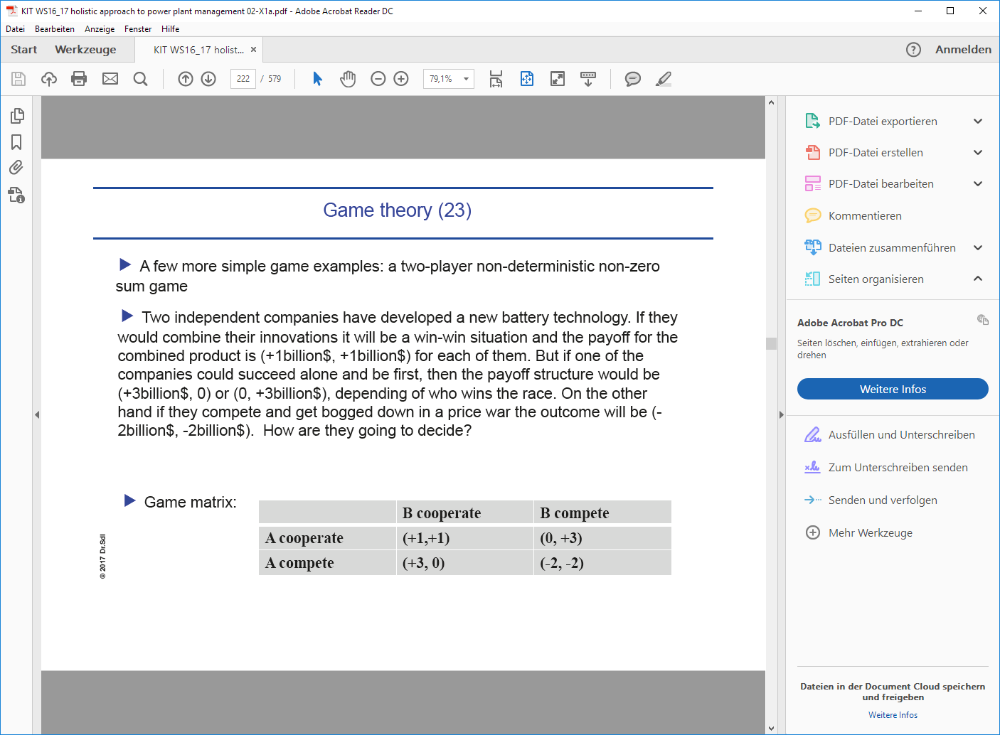 KIT WS16_17 holistic approach to power plant management 02-X1a.pdf - Adobe Acrobat Reader DC
Datei Bearbeiten Anzeige Fenster Hilfe
Start Werkzeuge KIT WS16_17 holist... × Anmelden
222 / 579 79,1%
Game theory (23)
A few more simple game examples: a two-player non-deterministic non-zero
sum game
Two independent companies have developed a new battery technology. If they
would combine their innovations it will be a win-win situation and the payoff for the
combined product is (+1billion$, +1billion$) for each of them. But if one of the
companies could succeed alone and be first, then the payoff structure would be
(+3billion$, 0) or (0, +3billion$), depending of who wins the race. On the other
hand if they compete and get bogged down in a price war the outcome will be (-
2billion$, -2billion$). How are they going to decide?
Game matrix:
B cooperate B compete
A cooperate (+1,+1) (0, +3)
A compete (+3, 0) (-2, -2)
© 2017 Dr.Sdl
PDF-Datei exportieren
PDF-Datei erstellen
PDF-Datei bearbeiten
Kommentieren
Dateien zusammenführen
Seiten organisieren
Adobe Acrobat Pro DC
Seiten löschen, einfügen, extrahieren oder
drehen
Weitere Infos
Ausfüllen und Unterschreiben
Zum Unterschreiben senden
Senden und verfolgen
Mehr Werkzeuge
Dateien in der Document Cloud speichern
und freigeben
Weitere Infos